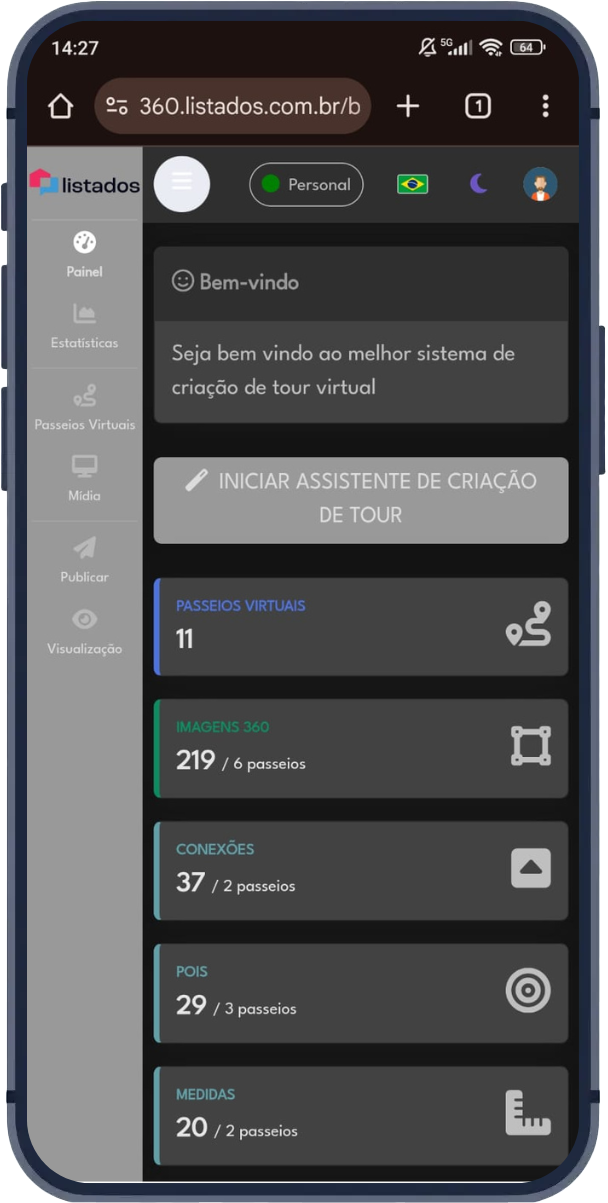 14:27
5G
64
360.listados.com.br/b
1
listados
Personal
Painel
Estatísticas
Passeios Virtuais
Mídia
Publicar
Visualização
Bem-vindo
Seja bem vindo ao melhor sistema de
criação de tour virtual
INICIAR ASSISTENTE DE CRIAÇÃO
DE TOUR
PASSEIOS VIRTUAIS
11
IMAGENS 360
219 / 6 passeios
CONEXÕES
37 / 2 passeios
POIS
29 / 3 passeios
MEDIDAS
20 / 2 passeios